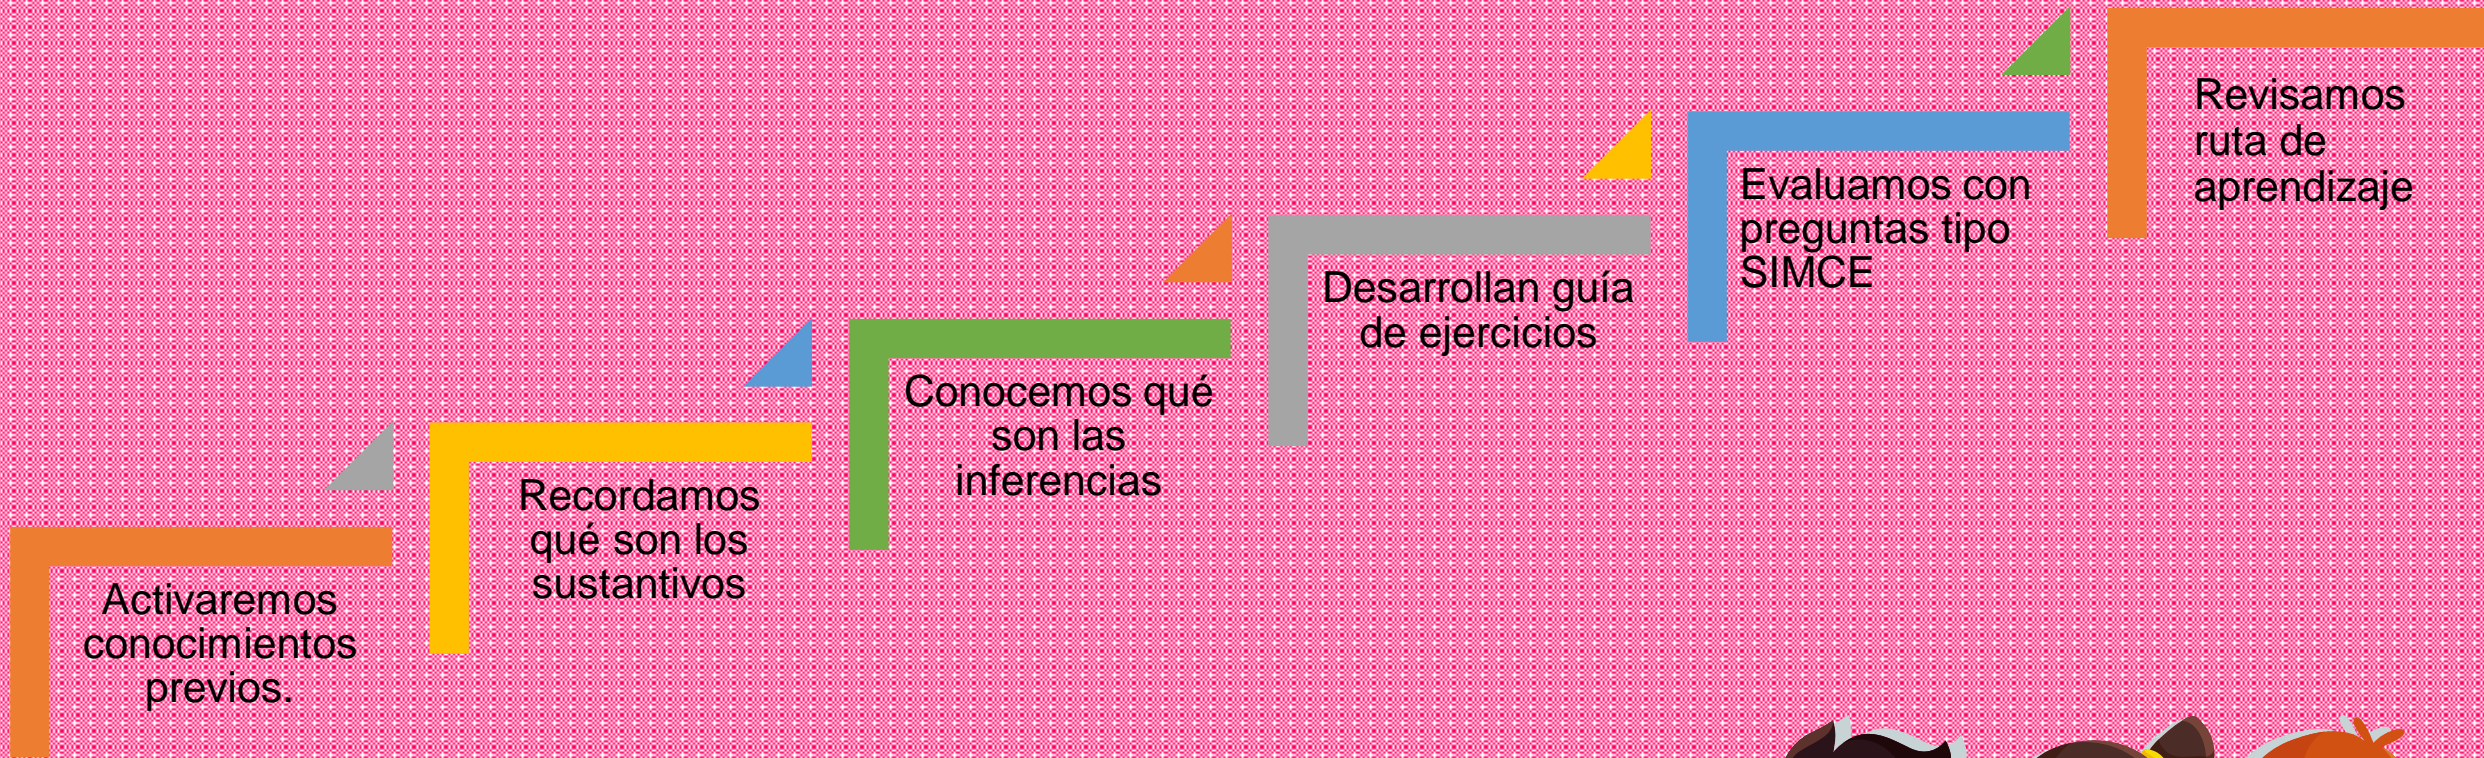 Activaremos
conocimientos
previos.
Recordamos
qué son los
sustantivos
Conocemos qué
son las
inferencias
Desarrollan guía
de ejercicios
Evaluamos con
preguntas tipo
SIMCE
Revisamos
ruta de
aprendizaje